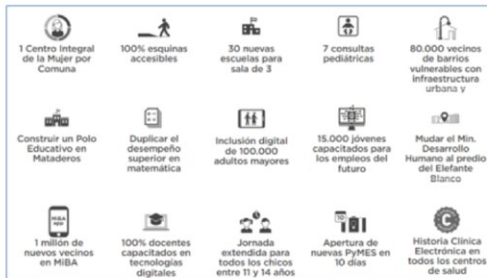 1 Centro Integral
de la Mujer por
Comuna
100% esquinas
accesibles
30 nuevas
escuelas para
sala de 3
7 consultas
pediátricas
80.000 vecinos
de barrios
vulnerables con
infraestructura
urbana y
Construir un Polo
Educativo en
Mataderos
Duplicar el
desempeño
superior en
matemática
Inclusión digital
de 100.000
adultos mayores
15.000 jóvenes
capacitados para
los empleos del
futuro
Mudar el Min.
Desarrollo
Humano al predio
del Elefante
Blanco
MiBA
APP
1 millón de
nuevos vecinos
en MiBA
100% docentes
capacitados en
tecnologías
digitales
Jornada
extendida para
todos los chicos
entre 11 y 14 años
10
Apertura de
nuevas PyMES en
10 días
C
Historia Clínica
Electrónica en
todos los centros
de salud